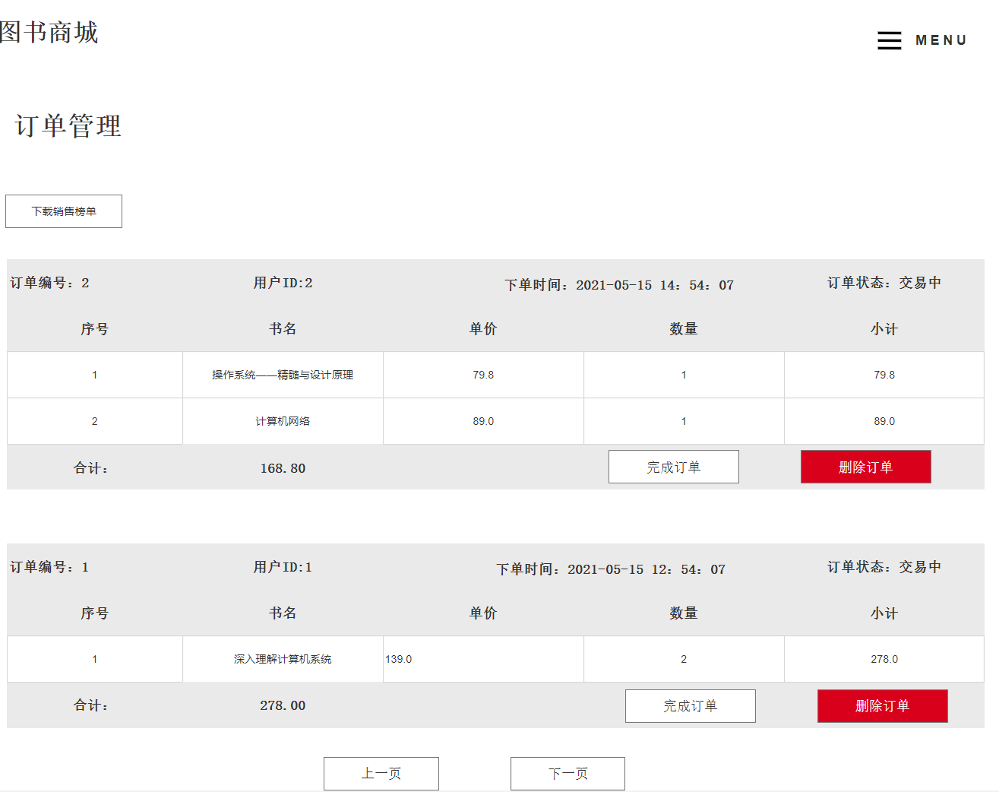 图书商城
MENU
订单管理
下载销售榜单
订单编号：2 用户ID:2 下单时间：2021-05-15 14：54：07 订单状态：交易中
序号 书名 单价 数量 小计
1 操作系统——精髓与设计原理 79.8 1 79.8
2 计算机网络 89.0 1 89.0
合计： 168.80 完成订单 删除订单
订单编号：1 用户ID:1 下单时间：2021-05-15 12：54：07 订单状态：交易中
序号 书名 单价 数量 小计
1 深入理解计算机系统 139.0 2 278.0
合计： 278.00 完成订单 删除订单
上一页 下一页